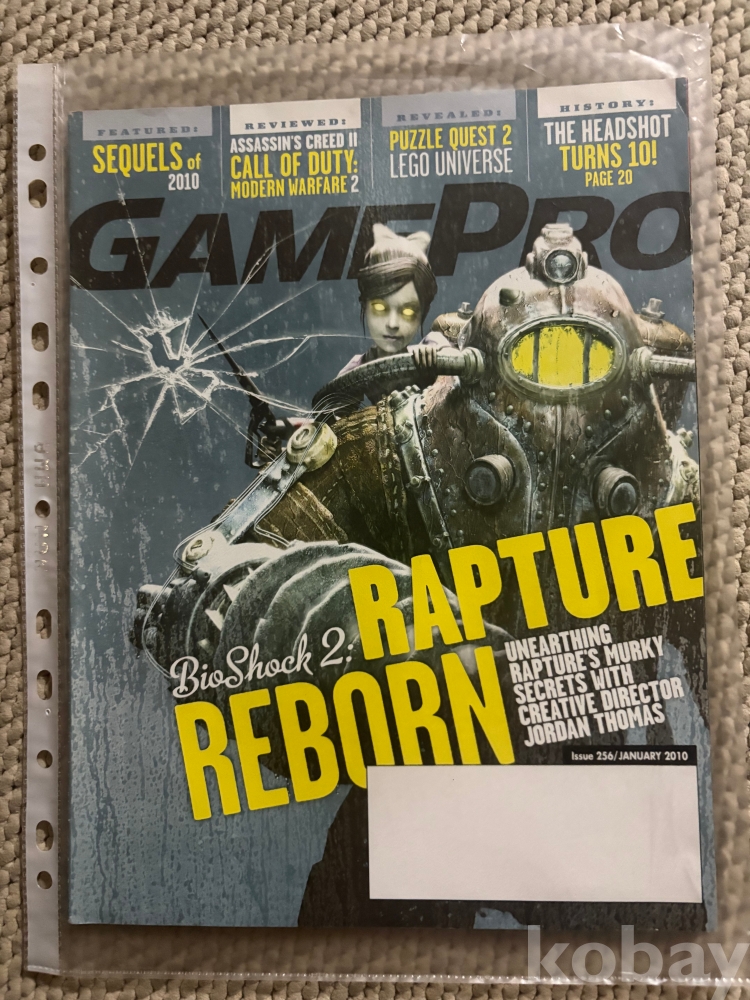 FEATURED:
SEQUELS of
2010
REVIEWED:
ASSASSIN'S CREED II
CALL OF DUTY:
MODERN WARFARE 2
REVEALED:
PUZZLE QUEST 2
LEGO UNIVERSE
HISTORY:
THE HEADSHOT
TURNS 10!
PAGE 20
GAMEPRO
BioShock 2: RAPTURE
REBORN
UNEARTHING
RAPTURE'S MURKY
SECRETS WITH
CREATIVE DIRECTOR
JORDAN THOMAS
Issue 256/JANUARY 2010
kobay